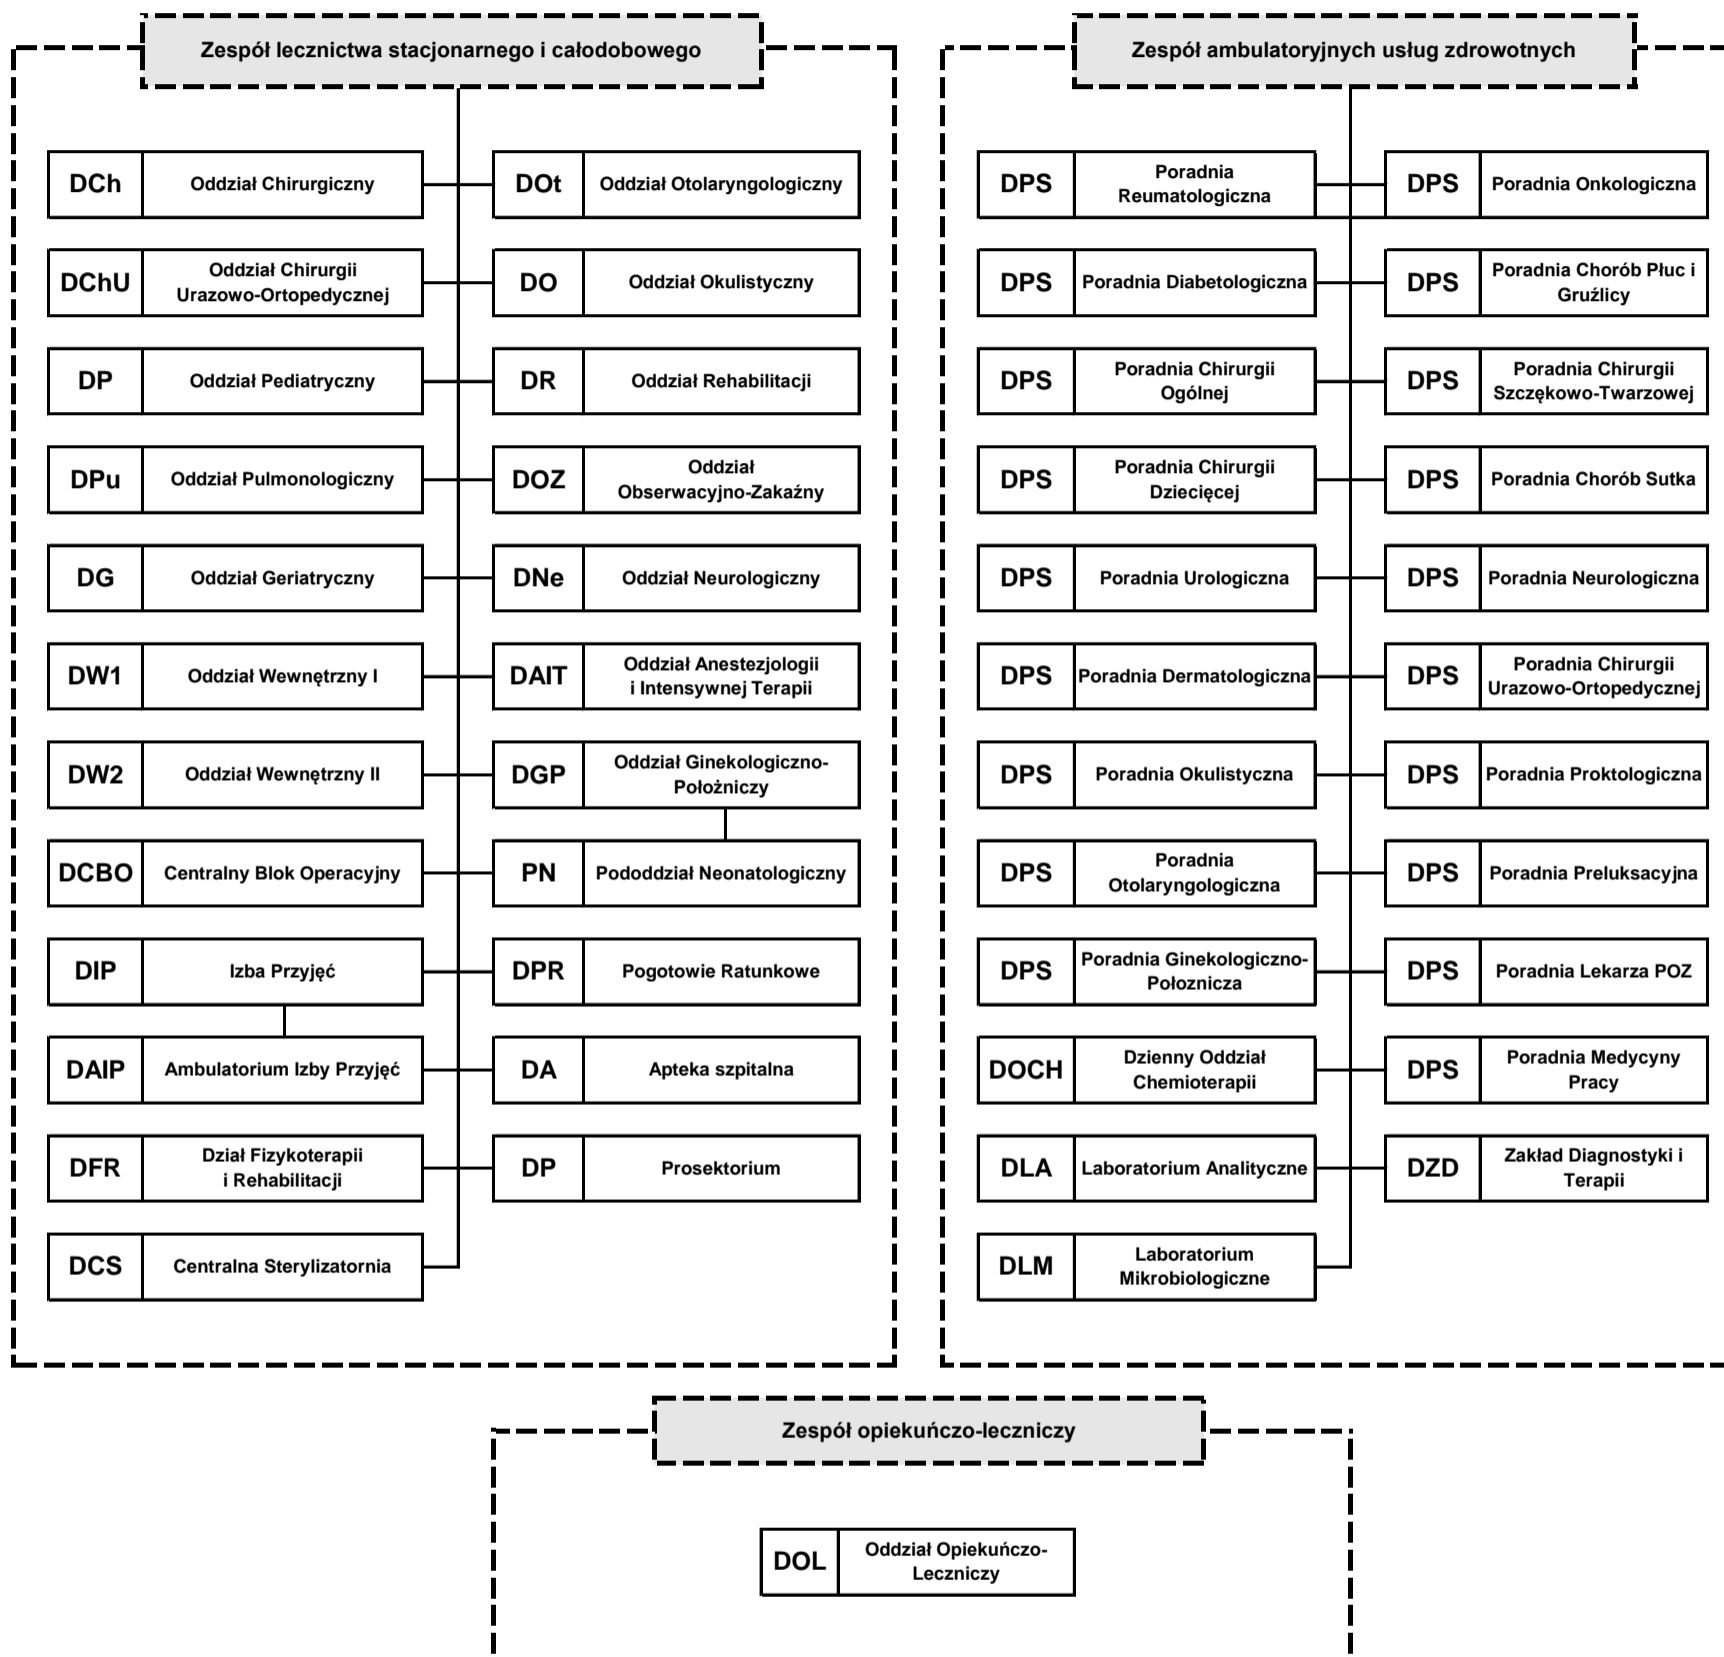 Zespół lecznictwa stacjonarnego i całodobowego
DCh
Oddział Chirurgiczny
DOt
Oddział Otolaryngologiczny
DChU
Oddział Chirurgii
Urazowo-Ortopedycznej
DO
Oddział Okulistyczny
DP
Oddział Pediatryczny
DR
Oddział Rehabilitacji
DPu
Oddział Pulmonologiczny
DOZ
Oddział
Obserwacyjno-Zakaźny
DG
Oddział Geriatryczny
DNe
Oddział Neurologiczny
DW1
Oddział Wewnętrzny I
DAIT
Oddział Anestezjologii
i Intensywnej Terapii
DW2
Oddział Wewnętrzny II
DGP
Oddział Ginekologiczno-
Położniczy
DCBO
Centralny Blok Operacyjny
PN
Pododdział Neonatologiczny
DIP
Izba Przyjęć
DPR
Pogotowie Ratunkowe
DAIP
Ambulatorium Izby Przyjęć
DA
Apteka szpitalna
DFR
Dział Fizykoterapii
i Rehabilitacji
DP
Prosektorium
DCS
Centralna Sterylizatornia
Zespół ambulatoryjnych usług zdrowotnych
DPS
Poradnia
Reumatologiczna
DPS
Poradnia Onkologiczna
DPS
Poradnia Diabetologiczna
DPS
Poradnia Chorób Płuc i
Gruźlicy
DPS
Poradnia Chirurgii
Ogólnej
DPS
Poradnia Chirurgii
Szczękowo-Twarzowej
DPS
Poradnia Chirurgii
Dziecięcej
DPS
Poradnia Chorób Sutka
DPS
Poradnia Urologiczna
DPS
Poradnia Neurologiczna
DPS
Poradnia Dermatologiczna
DPS
Poradnia Chirurgii
Urazowo-Ortopedycznej
DPS
Poradnia Okulistyczna
DPS
Poradnia Proktologiczna
DPS
Poradnia
Otolaryngologiczna
DPS
Poradnia Preluksacyjna
DPS
Poradnia Ginekologiczno-
Połoznicza
DPS
Poradnia Lekarza POZ
DOCH
Dzienny Oddział
Chemioterapii
DPS
Poradnia Medycyny
Pracy
DLA
Laboratorium Analityczne
DZD
Zakład Diagnostyki i
Terapii
DLM
Laboratorium
Mikrobiologiczne
Zespół opiekuńczo-leczniczy
DOL
Oddział Opiekuńczo-
Leczniczy